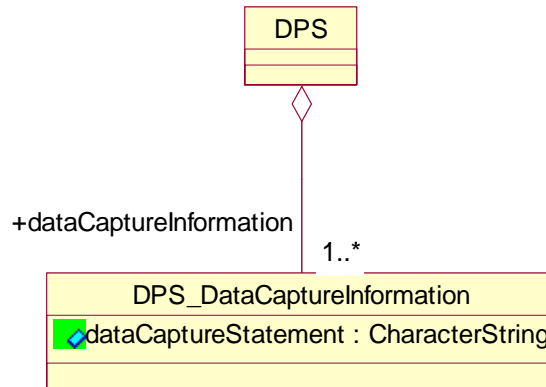 DPS
+dataCaptureInformation
1..*
DPS_DataCaptureInformation
dataCaptureStatement : CharacterString